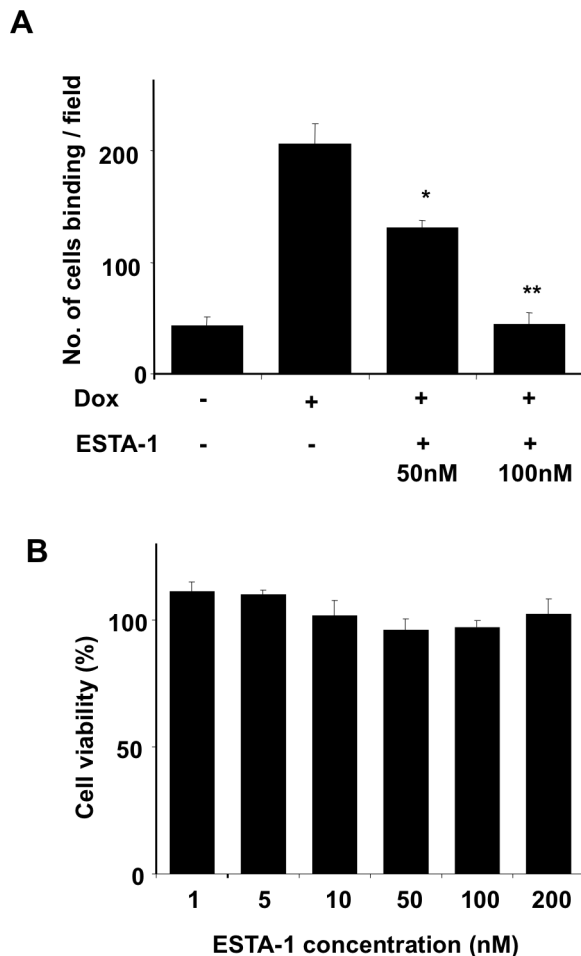 A
No. of cells binding / field
200
100
0
*
**
Dox - + + +
ESTA-1 - - + +
50nM 100nM
B
Cell viability (%)
100
50
0
1 5 10 50 100 200
ESTA-1 concentration (nM)